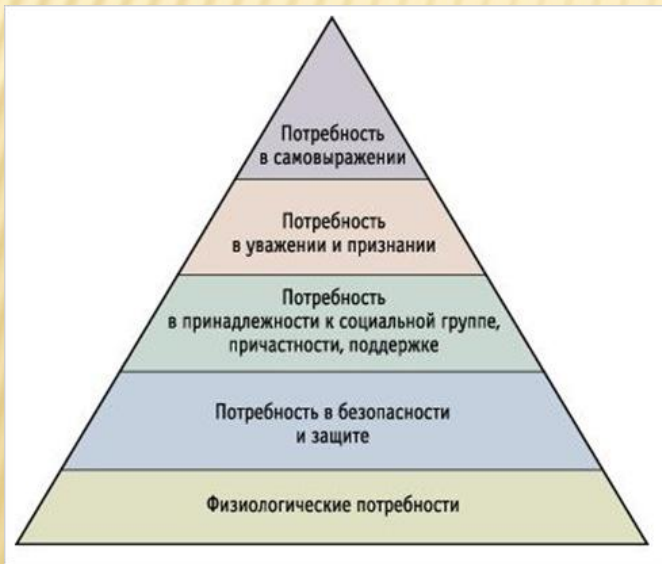 Потребность
в самовыражении
Потребность
в уважении и признании
Потребность
в принадлежности к социальной группе,
причастности, поддержке
Потребность в безопасности
и защите
Физиологические потребности